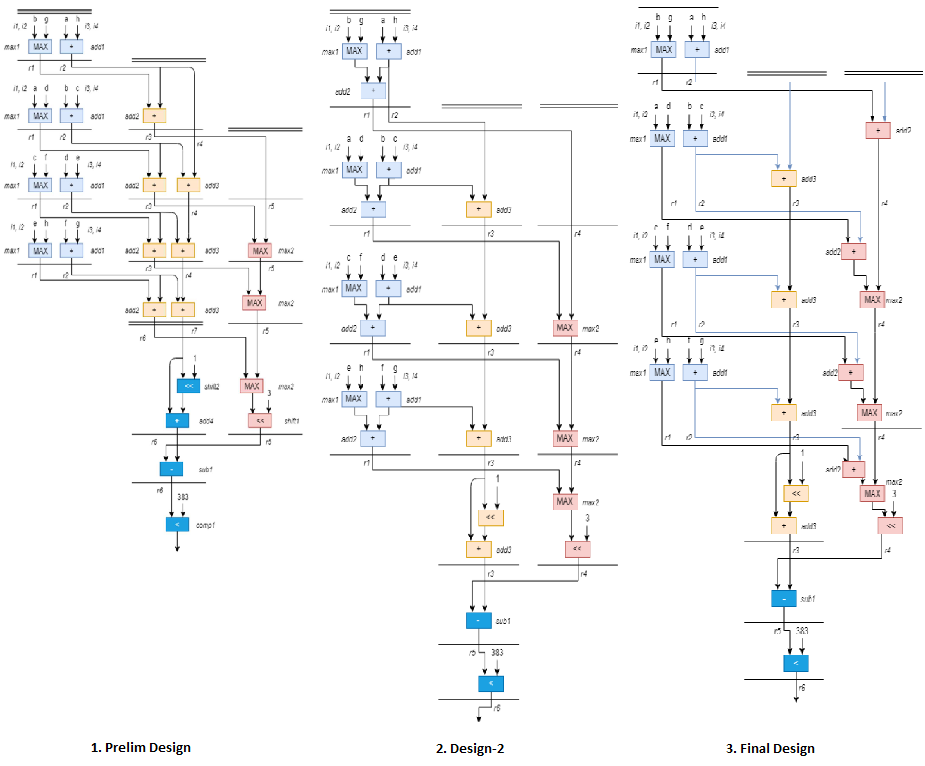 b g a h
i1, i2 i3, i4
max1 MAX + add1
r1 r2
i1, i2 a d b c i3, i4
max1 MAX + add1 +
add2
r1 r2 r3 r4
c f d e
i1, i2 i3, i4
max1 MAX + add1 add2 + + add3
r1 r2 r4 r5
e h f g
i1, i2 i3, i4
max1 MAX + add1 add2 + + add3 MAX max2
r1 r2 r3 r4 r5
MAX max2
add2 + + add3
r6 r7 r5
1
<< shift2 MAX max2
3
+ add4 << shift1
r6 r5
- sub1
r6 383
< comp1
1. Prelim Design
b g a h
i1, i2 i3, i4
max1 MAX + add1
add2 +
r1 r2
a d b c
i1, i2 i3, i4
max1 MAX + add1
add2 + + add3
r1 r3 r4
c f d e
i1, i2 i3, i4
max1 MAX + add1
add2 + + add3 MAX max2
r1 r3 r4
e h f g
i1, i2 i3, i4
max1 MAX + add1
add2 + + add3 MAX max2
r1 r3 r4
1
MAX max2
<< 3
+ add3 <<
r3 r4
- sub1
r5 383
<
r6
2. Design-2
b g a h
i1, i2 i3, i4
max1 MAX + add1
r1 r2
a d b c
i1, i2 i3, i4 + add2
max1 MAX + add1
+ add3
r1 r2 r3 r4
c f d e
i1, i2 i3, i4
max1 MAX + add1 add2 +
+ add3 MAX max2
r1 r2 r3 r4
e h f g
i1, i2 i3, i4
max1 MAX + add1 add2 +
+ add3 MAX max2
r1 r2 r3 r4
1 add2 +
<< MAX max2
3
+ add3 <<
r3 r4
- sub1
r5 383
<
r6
3. Final Design